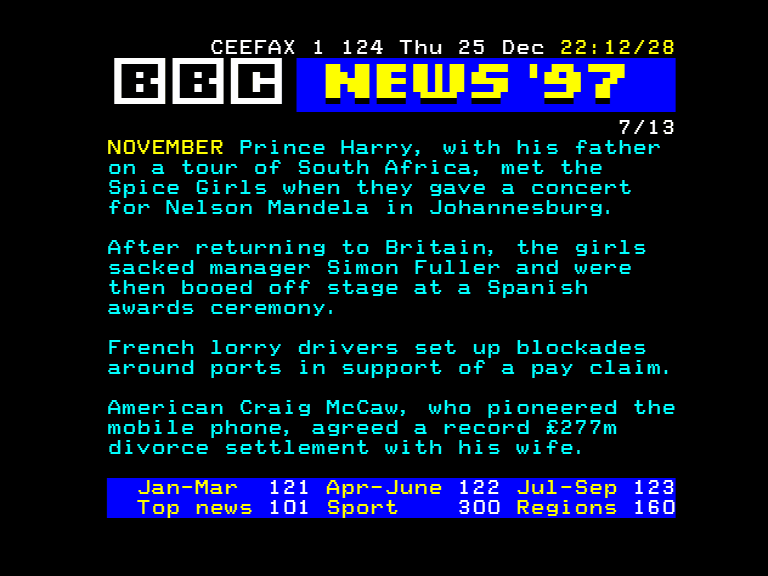 CEEFAX 1 124 Thu 25 Dec 22:12/28
BBC NEWS '97
7/13
NOVEMBER Prince Harry, with his father
on a tour of South Africa, met the
Spice Girls when they gave a concert
for Nelson Mandela in Johannesburg.
After returning to Britain, the girls
sacked manager Simon Fuller and were
then booed off stage at a Spanish
awards ceremony.
French lorry drivers set up blockades
around ports in support of a pay claim.
American Craig McCaw, who pioneered the
mobile phone, agreed a record £277m
divorce settlement with his wife.
Jan-Mar 121 Apr-June 122 Jul-Sep 123
Top news 101 Sport 300 Regions 160